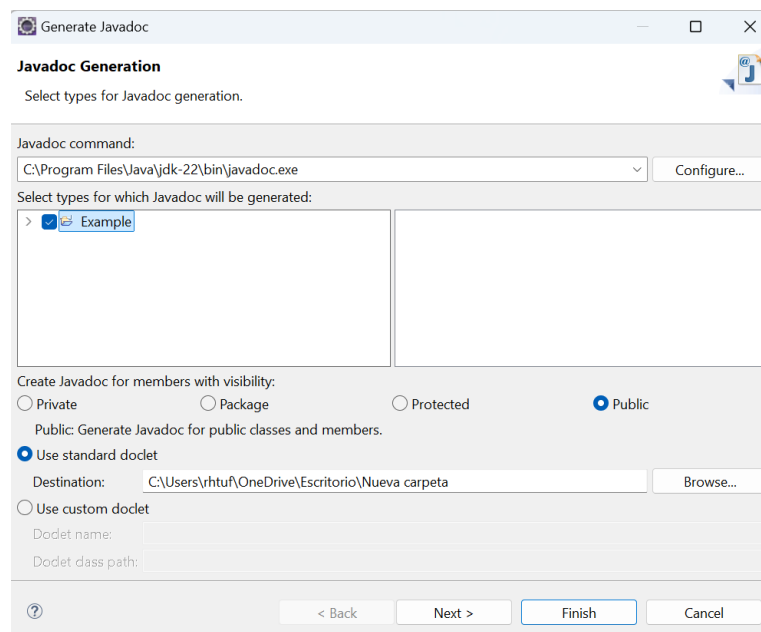 Generate Javadoc
Javadoc Generation
Select types for Javadoc generation.
@
J
Javadoc command:
C:\Program Files\Java\jdk-22\bin\javadoc.exe
Configure...
Select types for which Javadoc will be generated:
Example
Create Javadoc for members with visibility:
Private Package Protected Public
Public: Generate Javadoc for public classes and members.
Use standard doclet
Destination: C:\Users\rhtuf\OneDrive\Escritorio\Nueva carpeta Browse...
Use custom doclet
Doclet name:
Doclet class path:
? < Back Next > Finish Cancel